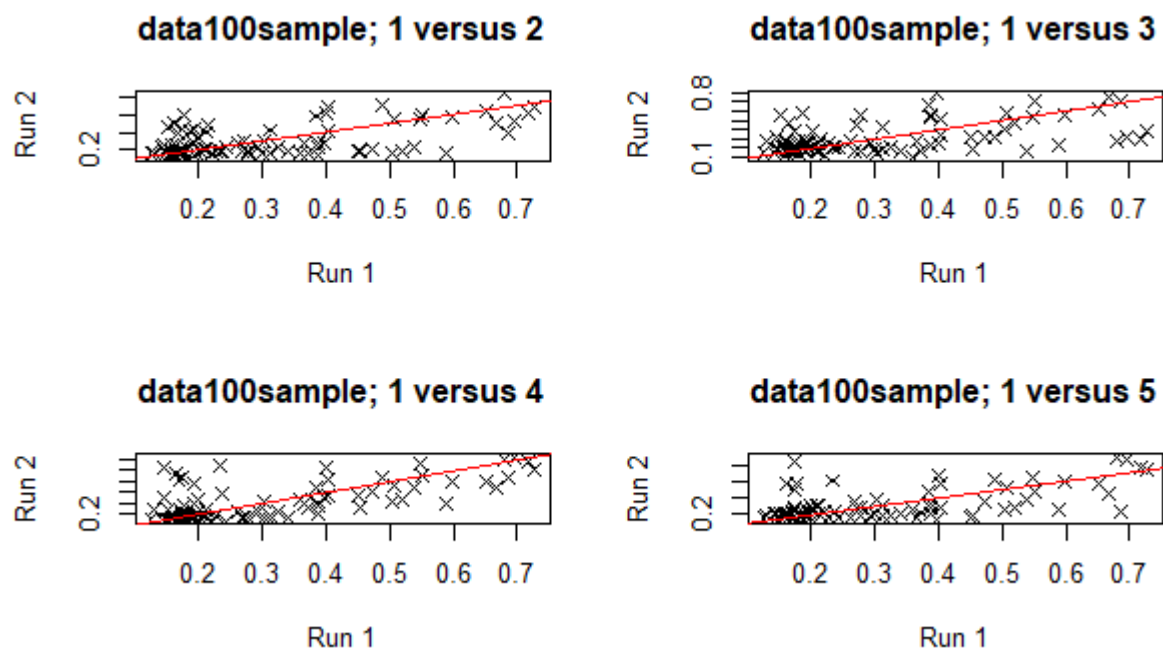 data100sample; 1 versus 2
Run 2
0.2
0.2 0.3 0.4 0.5 0.6 0.7
Run 1
data100sample; 1 versus 3
Run 2
0.8
0.1
0.2 0.3 0.4 0.5 0.6 0.7
Run 1
data100sample; 1 versus 4
Run 2
0.2
0.2 0.3 0.4 0.5 0.6 0.7
Run 1
data100sample; 1 versus 5
Run 2
0.2
0.2 0.3 0.4 0.5 0.6 0.7
Run 1